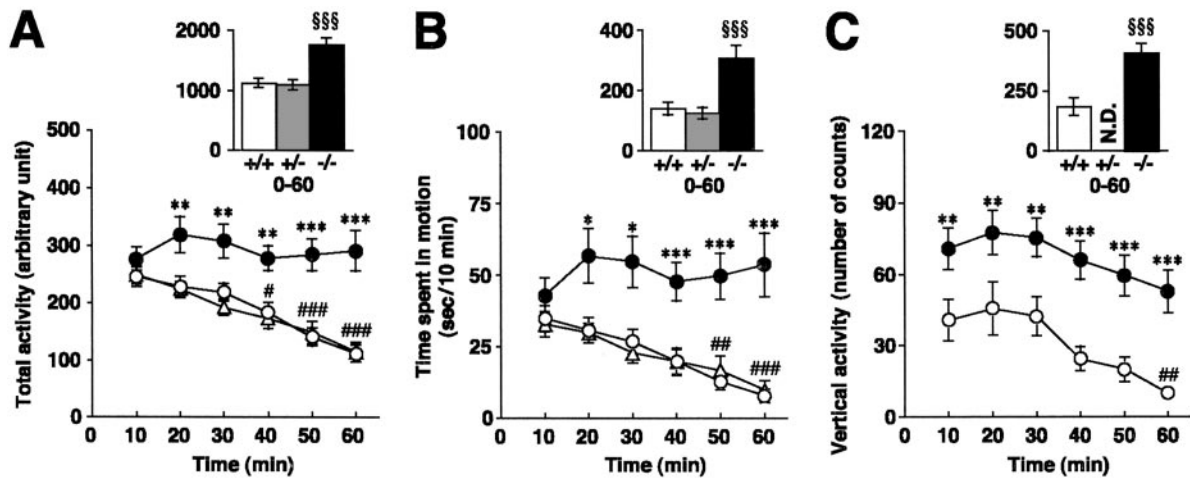 A
2000
1000
0
§§§
+/+ +/- -/-
0-60
Total activity (arbitrary unit)
500
400
300
200
100
0
** ** ** *** ***
# ### ###
0 10 20 30 40 50 60
Time (min)
B
400
200
0
§§§
+/+ +/- -/-
0-60
Time spent in motion
(sec/10 min)
100
75
50
25
0
* * *** *** ***
## ###
0 10 20 30 40 50 60
Time (min)
C
500
250
0
§§§
N.D.
+/+ +/- -/-
0-60
Vertical activity (number of counts)
120
90
60
30
0
** ** ** *** *** ***
##
0 10 20 30 40 50 60
Time (min)